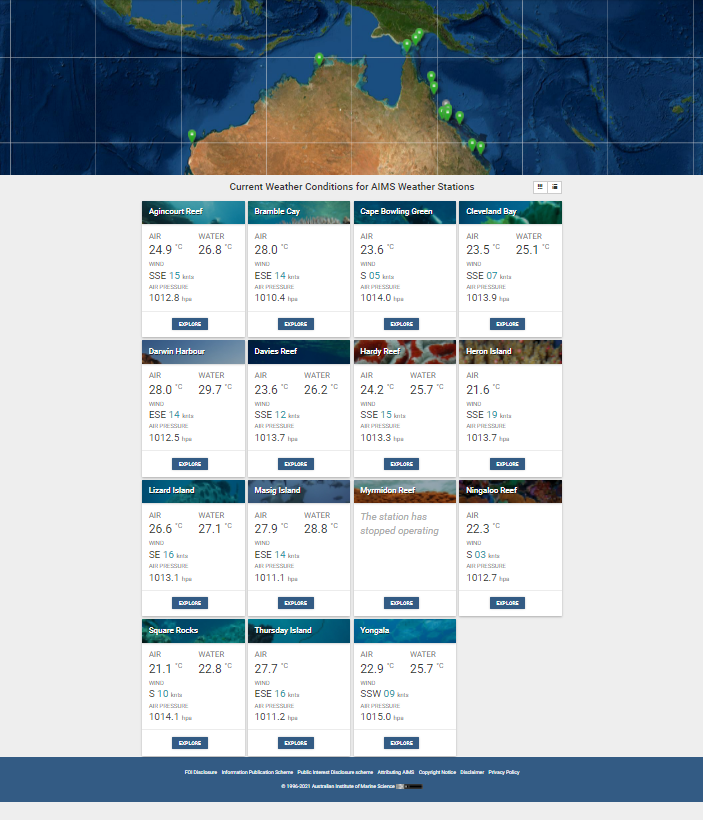 Current Weather Conditions for AIMS Weather Stations
Agincourt Reef
AIR WATER
24.9 °C 26.8 °C
WIND
SSE 15 knts
AIR PRESSURE
1012.8 hpa
EXPLORE
Bramble Cay
AIR
28.0 °C
WIND
ESE 14 knts
AIR PRESSURE
1010.4 hpa
EXPLORE
Cape Bowling Green
AIR
23.6 °C
WIND
S 05 knts
AIR PRESSURE
1014.0 hpa
EXPLORE
Cleveland Bay
AIR WATER
23.5 °C 25.1 °C
WIND
SSE 07 knts
AIR PRESSURE
1013.9 hpa
EXPLORE
Darwin Harbour
AIR WATER
28.0 °C 29.7 °C
WIND
ESE 14 knts
AIR PRESSURE
1012.5 hpa
EXPLORE
Davies Reef
AIR WATER
23.6 °C 26.2 °C
WIND
SSE 12 knts
AIR PRESSURE
1013.7 hpa
EXPLORE
Hardy Reef
AIR WATER
24.2 °C 25.7 °C
WIND
SSE 15 knts
AIR PRESSURE
1013.3 hpa
EXPLORE
Heron Island
AIR
21.6 °C
WIND
SSE 19 knts
AIR PRESSURE
1013.7 hpa
EXPLORE
Lizard Island
AIR WATER
26.6 °C 27.1 °C
WIND
SE 16 knts
AIR PRESSURE
1013.1 hpa
EXPLORE
Masig Island
AIR WATER
27.9 °C 28.8 °C
WIND
ESE 14 knts
AIR PRESSURE
1011.1 hpa
EXPLORE
Myrmidon Reef
The station has
stopped operating
EXPLORE
Ningaloo Reef
AIR
22.3 °C
WIND
S 03 knts
AIR PRESSURE
1012.7 hpa
EXPLORE
Square Rocks
AIR WATER
21.1 °C 22.8 °C
WIND
S 10 knts
AIR PRESSURE
1014.1 hpa
EXPLORE
Thursday Island
AIR
27.7 °C
WIND
ESE 16 knts
AIR PRESSURE
1011.2 hpa
EXPLORE
Yongala
AIR WATER
22.9 °C 25.7 °C
WIND
SSW 09 knts
AIR PRESSURE
1015.0 hpa
EXPLORE
FOI Disclosure Information Publication Scheme Public Interest Disclosure scheme Attributing AIMS Copyright Notice Disclaimer Privacy Policy
© 1996-2021 Australian Institute of Marine Science